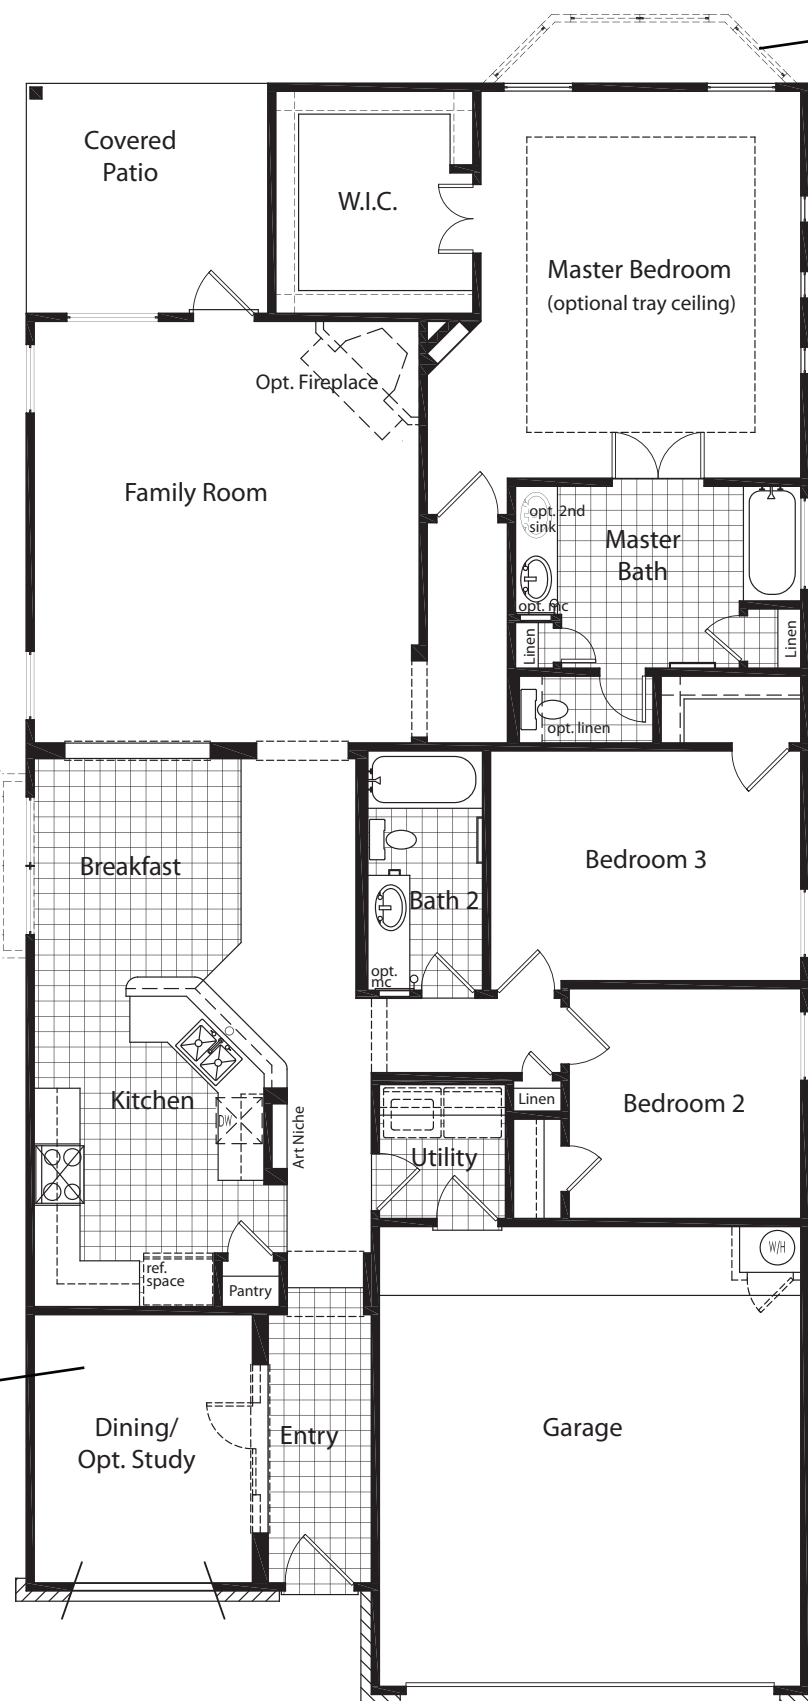 Covered
Patio
W.I.C.
Master Bedroom
(optional tray ceiling)
Opt. Fireplace
Family Room
opt. 2nd
sink
Master
Bath
opt. mc
Linen
Linen
opt. linen
Breakfast
Bedroom 3
Bath 2
opt.
mc
Kitchen
DW
Art Niche
Linen
Bedroom 2
Utility
W/H
ref.
space
Pantry
Dining/
Opt. Study
Entry
Garage